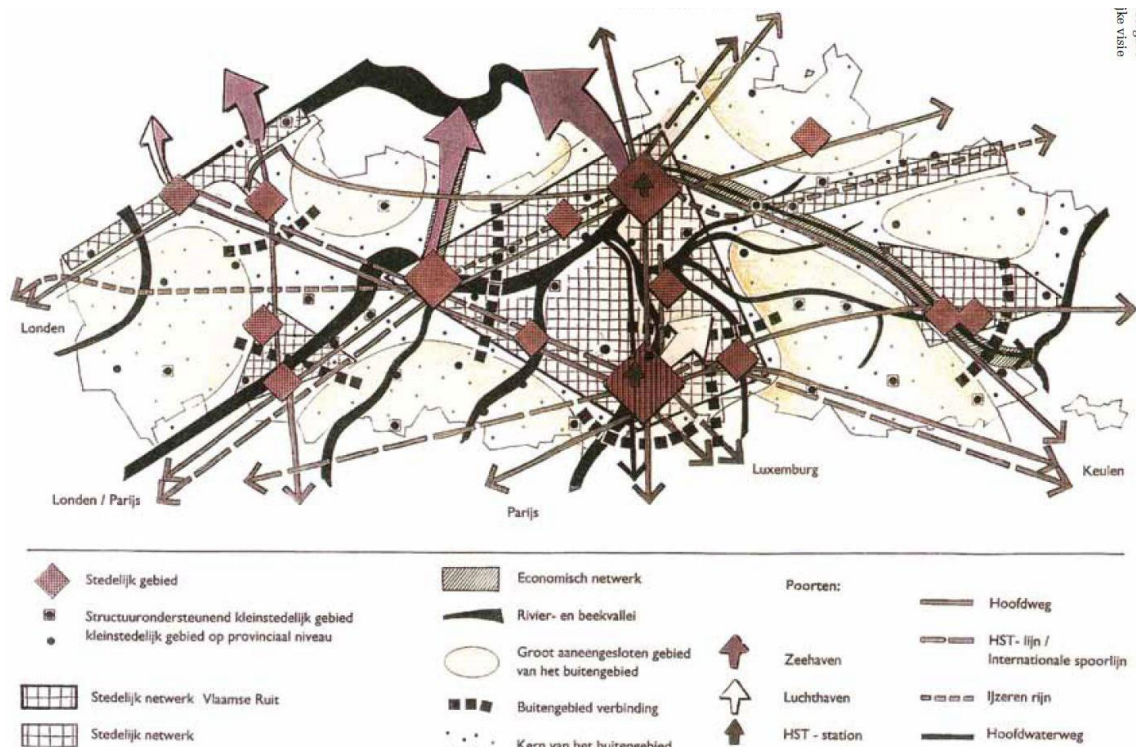 jke visie
Londen
Londen / Parijs
Parijs
Luxemburg
Keulen
Stedelijk gebied
Structuurondersteunend kleinstedelijk gebied
kleinstedelijk gebied op provinciaal niveau
Stedelijk netwerk Vlaamse Ruit
Stedelijk netwerk
Economisch netwerk
Rivier- en beekvallei
Groot aaneengesloten gebied
van het buitengebied
Buitengebied verbinding
Kern van het buitengebied
Poorten:
Zeehaven
Luchthaven
HST - station
Hoofdweg
HST- lijn /
Internationale spoorlijn
IJzeren rijn
Hoofdwaterweg